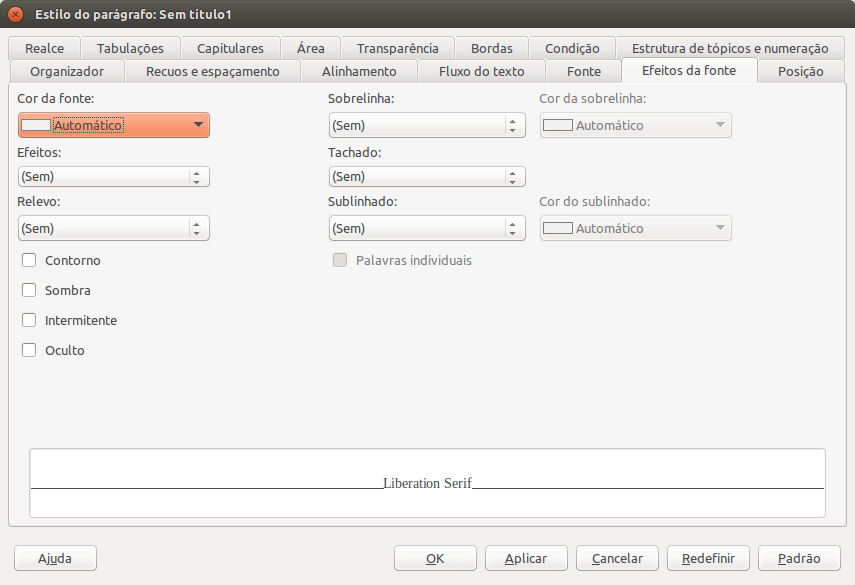 Estilo do parágrafo: Sem título1
Realce Tabulações Capitulares Área Transparência Bordas Condição Estrutura de tópicos e numeração
Organizador Recuos e espaçamento Alinhamento Fluxo do texto Fonte Efeitos da fonte Posição
Cor da fonte: Sobrelinha: Cor da sobrelinha:
Automático (Sem) Automático
Efeitos: Tachado:
(Sem) (Sem)
Relevo: Sublinhado: Cor do sublinhado:
(Sem) (Sem) Automático
Contorno Palavras individuais
Sombra
Intermitente
Oculto
Liberation Serif
Ajuda OK Aplicar Cancelar Redefinir Padrão